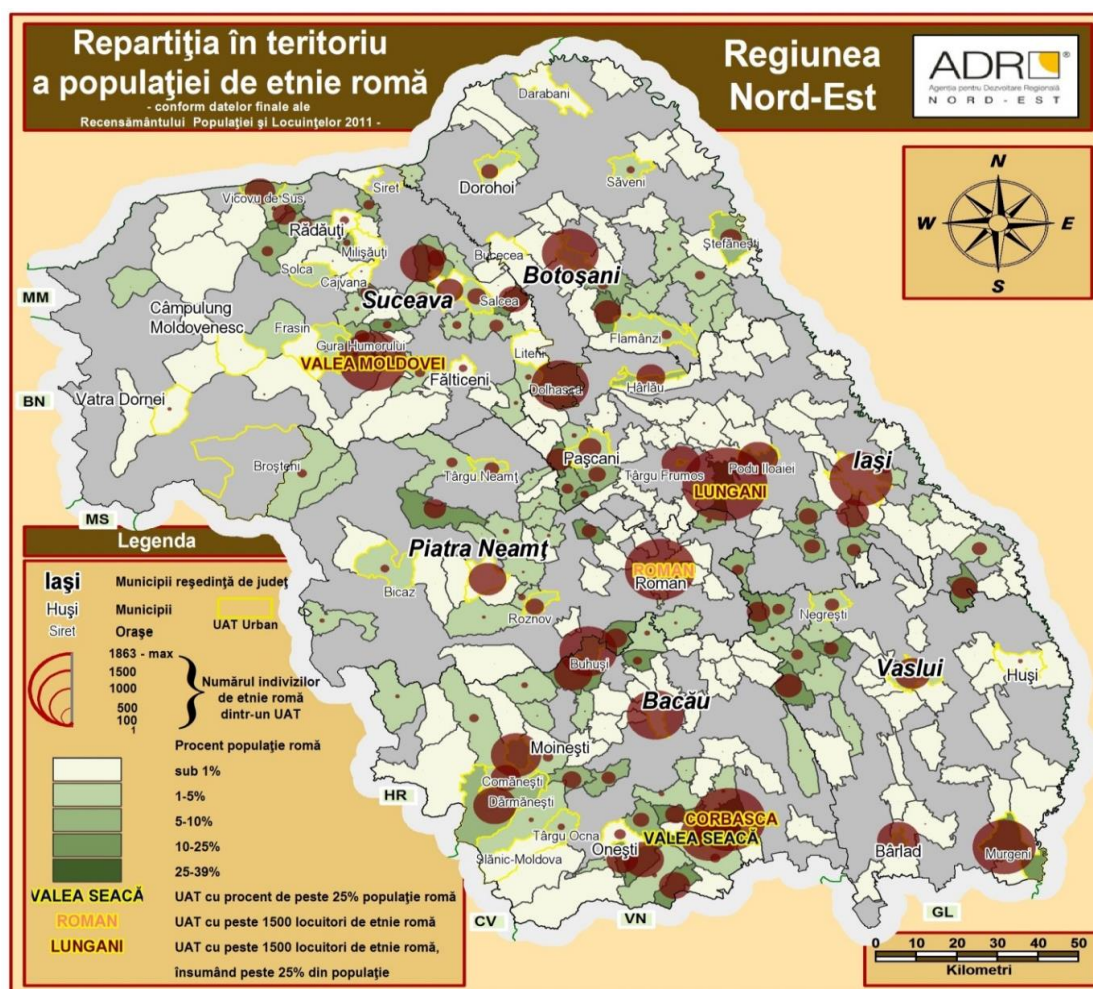 Repartiţia în teritoriu
a populaţiei de etnie romă
- conform datelor finale ale
Recensământului Populaţiei şi Locuinţelor 2011 -
Regiunea
Nord-Est
ADR
®
Agenţia pentru Dezvoltare Regională
NORD-EST
N
W
E
S
Darabani
Dorohoi
Săveni
Siret
Vicovu de Sus
Rădăuţi
Milişăuţi
Ştefăneşti
Bucecea
Botoşani
Solca
Cajvana
Suceava
Salcea
MM
Câmpulung
Moldovenesc
Frasin
Gura Humorului
VALEA MOLDOVEI
Fălticeni
Liteni
Flamânzi
Dolhasca
Hârlău
BN
Vatra Dornei
Broşteni
Târgu Neamţ
Paşcani
Târgu Frumos
Podu Iloaiei
LUNGANI
Iaşi
MS
Piatra Neamţ
ROMAN
Roman
Bicaz
Roznov
Negreşti
Buhuşi
Vaslui
Huşi
Bacău
Moineşti
Comăneşti
Dărmăneşti
HR
CORBASCA
VALEA SEACĂ
Târgu Ocna
Oneşti
Slănic-Moldova
Bârlad
Murgeni
CV
VN
GL
Legenda
Iaşi
Municipii reşedinţă de judeţ
Huşi
Municipii
Siret
Oraşe
UAT Urban
1863 - max
1500
1000
500
100
1
Numărul indivizilor
de etnie romă
dintr-un UAT
Procent populaţie romă
sub 1%
1-5%
5-10%
10-25%
25-39%
VALEA SEACĂ
UAT cu procent de peste 25% populaţie romă
ROMAN
UAT cu peste 1500 locuitori de etnie romă
LUNGANI
UAT cu peste 1500 locuitori de etnie romă,
însumând peste 25% din populaţie
0 10 20 30 40 50
Kilometri